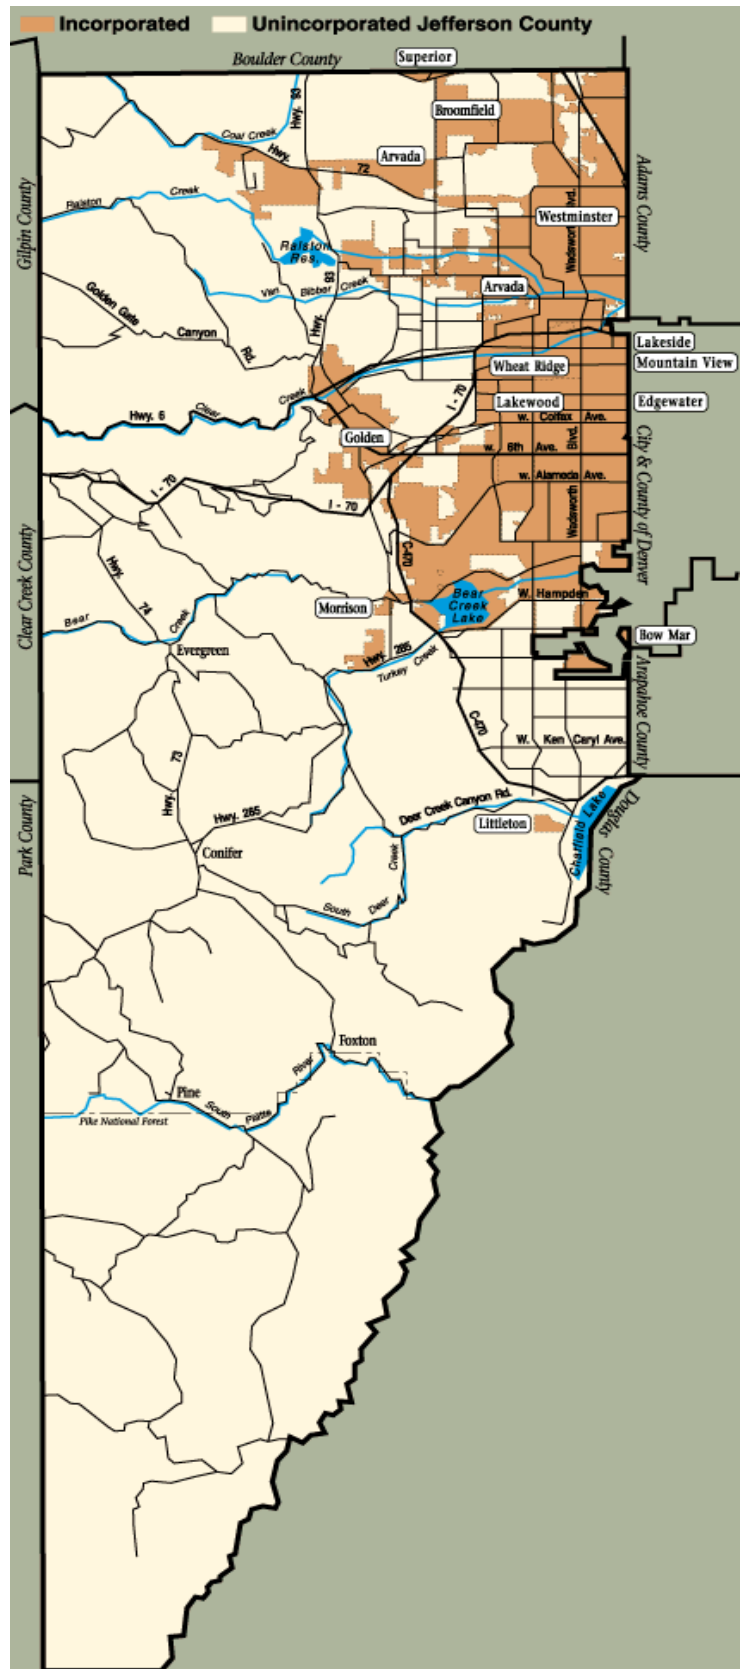 Incorporated
Unincorporated Jefferson County
Boulder County
Superior
Hwy. 93
Broomfield
Coal Creek
Hwy. 72
Arvada
Adams County
Gilpin County
Ralston Creek
Westminster
Wadsworth Blvd.
Ralston Res.
Hwy. 93
Van Bibber Creek
Arvada
Golden Gate Canyon Rd.
Lakeside
Mountain View
Wheat Ridge
I - 70
Lakewood
Edgewater
Hwy. 6
Clear Creek
W. Colfax Ave.
Golden
W. 6th Ave.
Wadsworth Blvd.
City & County of Denver
W. Alameda Ave.
I - 70
I - 70
C-470
Clear Creek County
Hwy. 74
Bear Creek
Morrison
Bear Creek Lake
W. Hampden
Bow Mar
Evergreen
Hwy. 285
Turkey Creek
Arapahoe County
C-470
W. Ken Caryl Ave.
Hwy. 73
Hwy. 285
Deer Creek Canyon Rd.
Littleton
Chatfield Lake
Douglas County
Park County
Conifer
South Deer Creek
Foxton
Pine
South Platte River
Pike National Forest